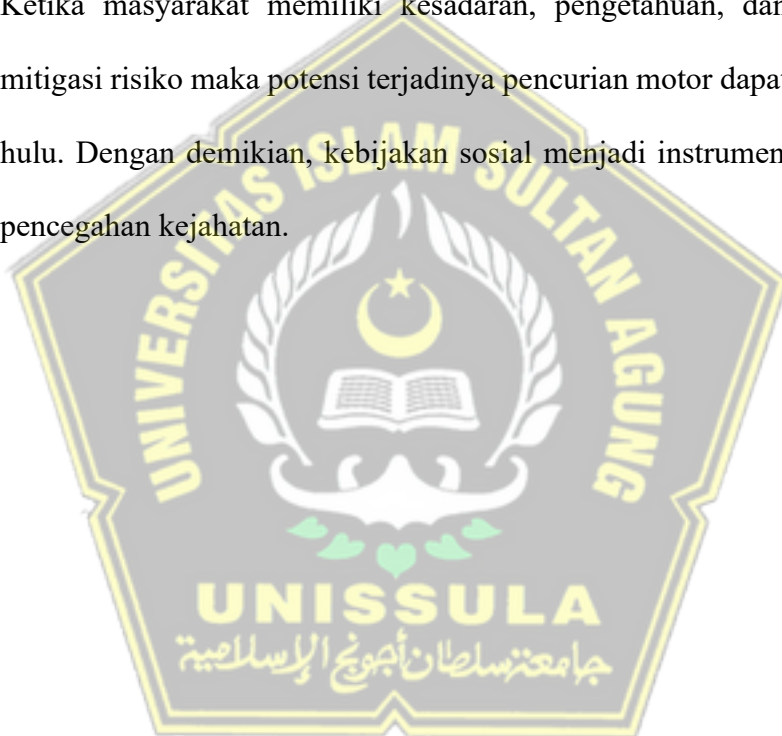 Ketika masyarakat memiliki kesadaran, pengetahuan, dan
mitigasi risiko maka potensi terjadinya pencurian motor dapat
hulu. Dengan demikian, kebijakan sosial menjadi instrumen
pencegahan kejahatan.
UNIVERSITAS ISLAM SULTAN AGUNG
UNISSULA
جامعة سلطان أجونج الإسلامية